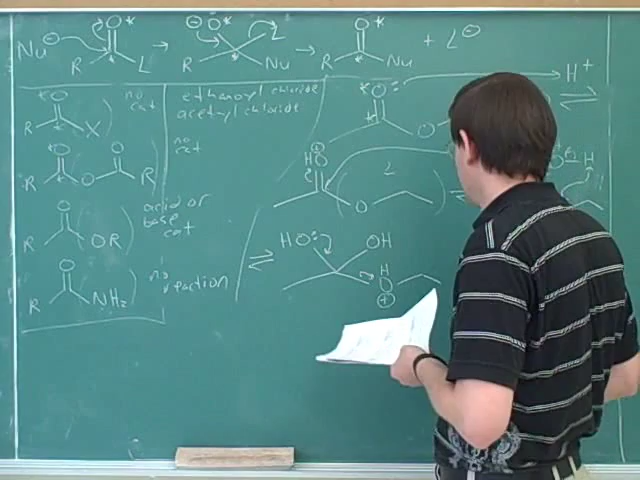 ⊖ O*
O*
O*
Nu⊖ → R L → R L Nu → R Nu + L⊖
O R X no cat
ethanoyl chloride
acetyl chloride
O O R O R
no cat
O R OR
acid or
base
cat
O R NH₂ no reaction
O: O → H⁺ ⇌
HO⊕ O ⇌
H
⇌ HO: OH
H
O
⊕